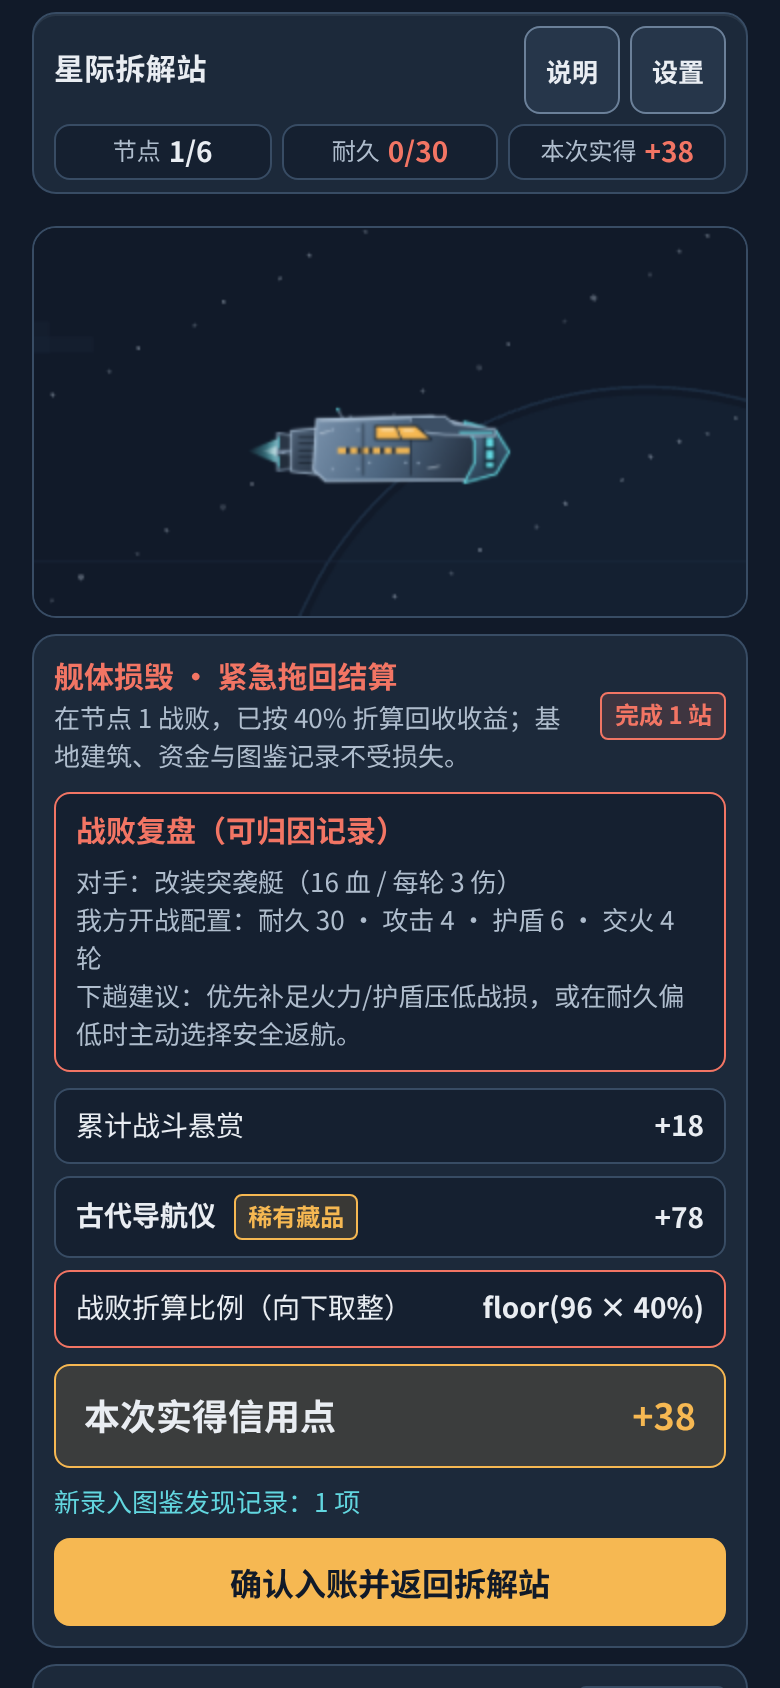 星际拆解站
说明
设置
节点 1/6
耐久 0/30
本次实得 +38
舰体损毁 • 紧急拖回结算
在节点 1 战败，已按 40% 折算回收收益；基
地建筑、资金与图鉴记录不受损失。
完成 1 站
战败复盘（可归因记录）
对手：改装突袭艇（16 血 / 每轮 3 伤）
我方开战配置：耐久 30 • 攻击 4 • 护盾 6 • 交火 4
轮
下趟建议：优先补足火力/护盾压低战损，或在耐久偏
低时主动选择安全返航。
累计战斗悬赏 +18
古代导航仪 稀有藏品 +78
战败折算比例（向下取整） floor(96 × 40%)
本次实得信用点 +38
新录入图鉴发现记录：1 项
确认入账并返回拆解站